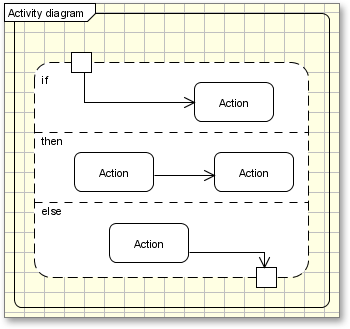 Activity diagram
if
Action
then
Action
Action
else
Action